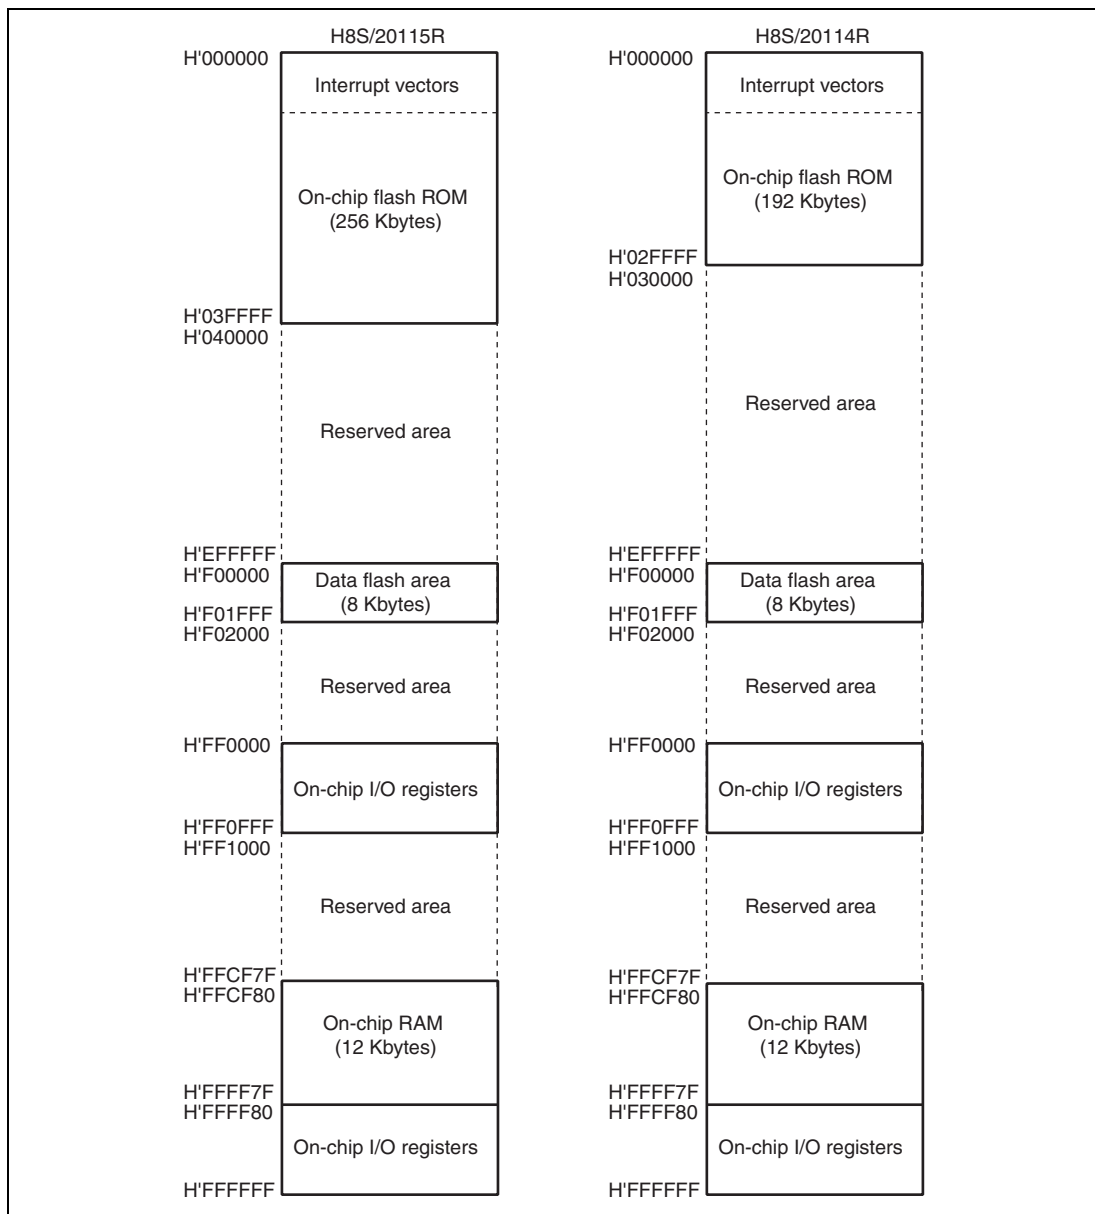 H8S/20115R
H'000000
Interrupt vectors
On-chip flash ROM
(256 Kbytes)
H'03FFFF
H'040000
Reserved area
H'EFFFFF
H'F00000
Data flash area
(8 Kbytes)
H'F01FFF
H'F02000
Reserved area
H'FF0000
On-chip I/O registers
H'FF0FFF
H'FF1000
Reserved area
H'FFCF7F
H'FFCF80
On-chip RAM
(12 Kbytes)
H'FFFF7F
H'FFFF80
On-chip I/O registers
H'FFFFFF
H8S/20114R
H'000000
Interrupt vectors
On-chip flash ROM
(192 Kbytes)
H'02FFFF
H'030000
Reserved area
H'EFFFFF
H'F00000
Data flash area
(8 Kbytes)
H'F01FFF
H'F02000
Reserved area
H'FF0000
On-chip I/O registers
H'FF0FFF
H'FF1000
Reserved area
H'FFCF7F
H'FFCF80
On-chip RAM
(12 Kbytes)
H'FFFF7F
H'FFFF80
On-chip I/O registers
H'FFFFFF